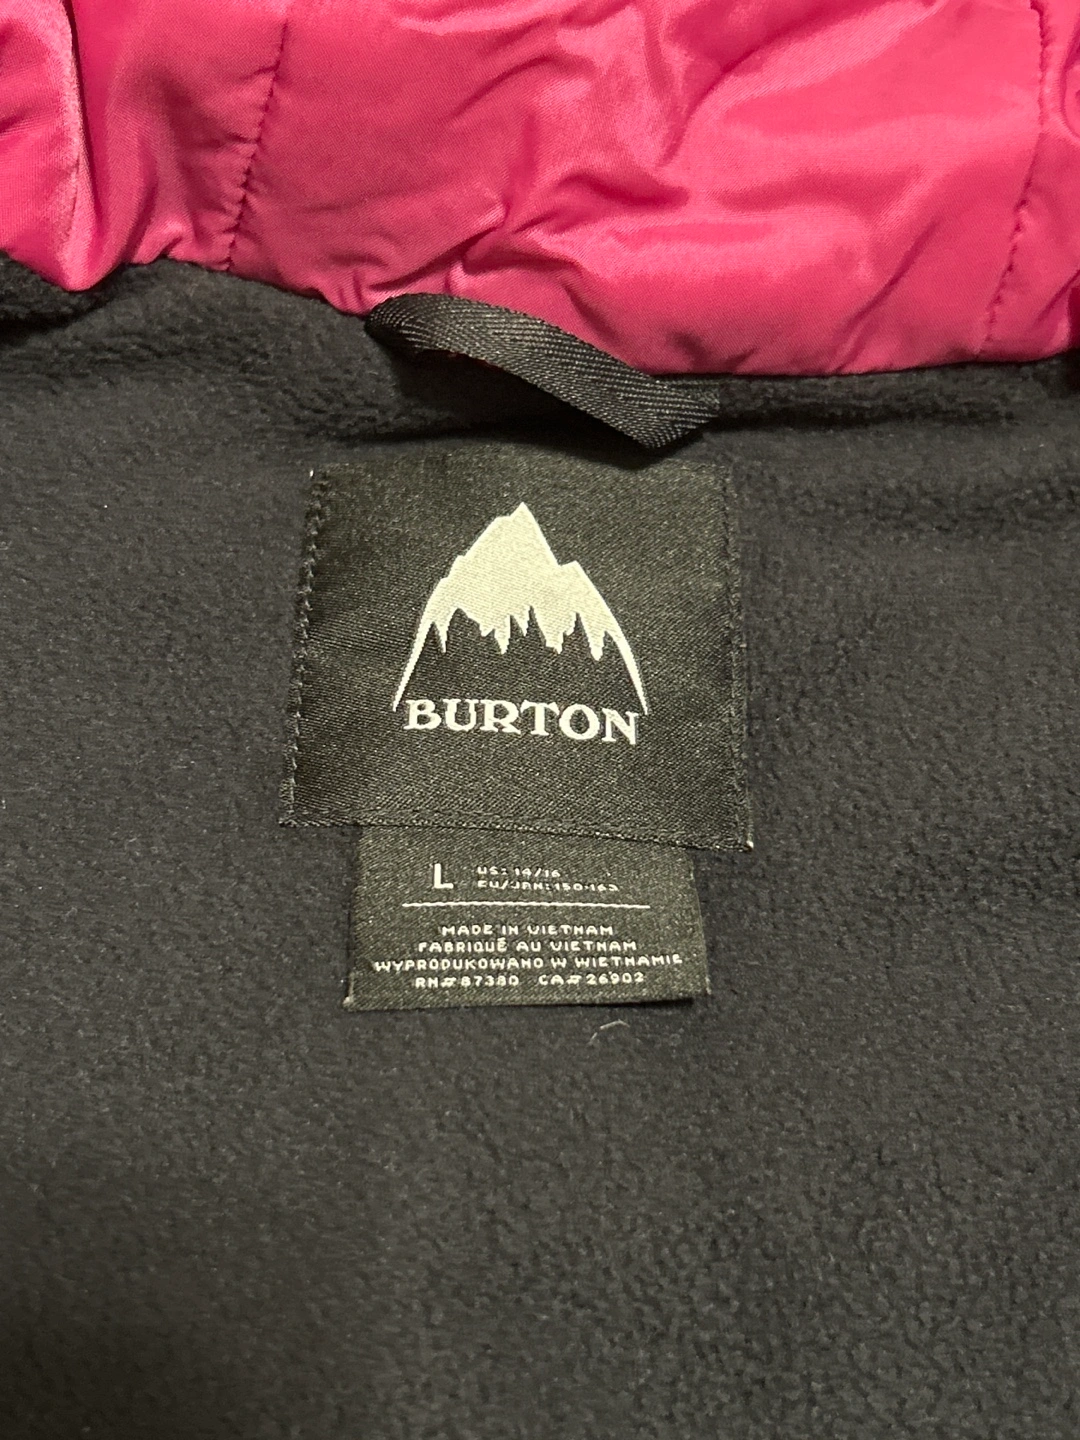 BURTON
L US: 14/16
EU/JPN: 150-163
MADE IN VIETNAM
FABRIQUÉ AU VIETNAM
WYPRODUKOWANO W WIETNAMIE
RN# 87380 CA# 26902